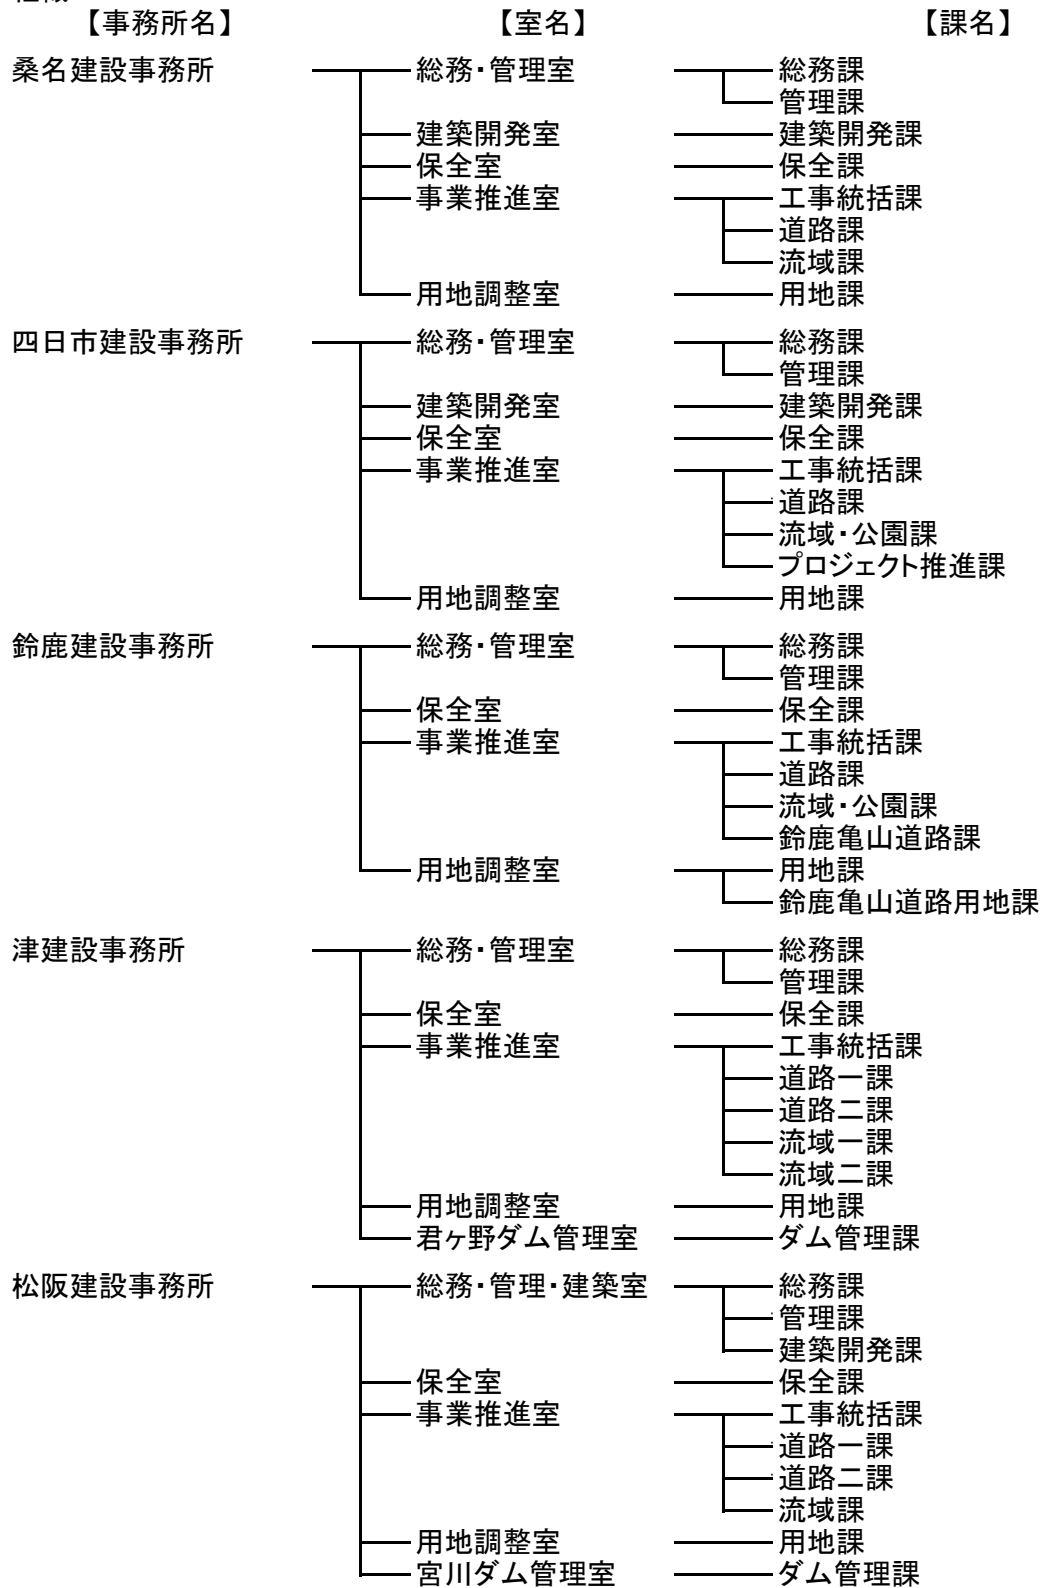 【事務所名】 【室名】 【課名】
桑名建設事務所 総務・管理室 総務課
管理課
建築開発室 建築開発課
保全室 保全課
事業推進室 工事統括課
道路課
流域課
用地調整室 用地課
四日市建設事務所 総務・管理室 総務課
管理課
建築開発室 建築開発課
保全室 保全課
事業推進室 工事統括課
道路課
流域・公園課
プロジェクト推進課
用地調整室 用地課
鈴鹿建設事務所 総務・管理室 総務課
管理課
保全室 保全課
事業推進室 工事統括課
道路課
流域・公園課
鈴鹿亀山道路課
用地調整室 用地課
鈴鹿亀山道路用地課
津建設事務所 総務・管理室 総務課
管理課
保全室 保全課
事業推進室 工事統括課
道路一課
道路二課
流域一課
流域二課
用地調整室 用地課
君ヶ野ダム管理室 ダム管理課
松阪建設事務所 総務・管理・建築室 総務課
管理課
建築開発課
保全室 保全課
事業推進室 工事統括課
道路一課
道路二課
流域課
用地調整室 用地課
宮川ダム管理室 ダム管理課